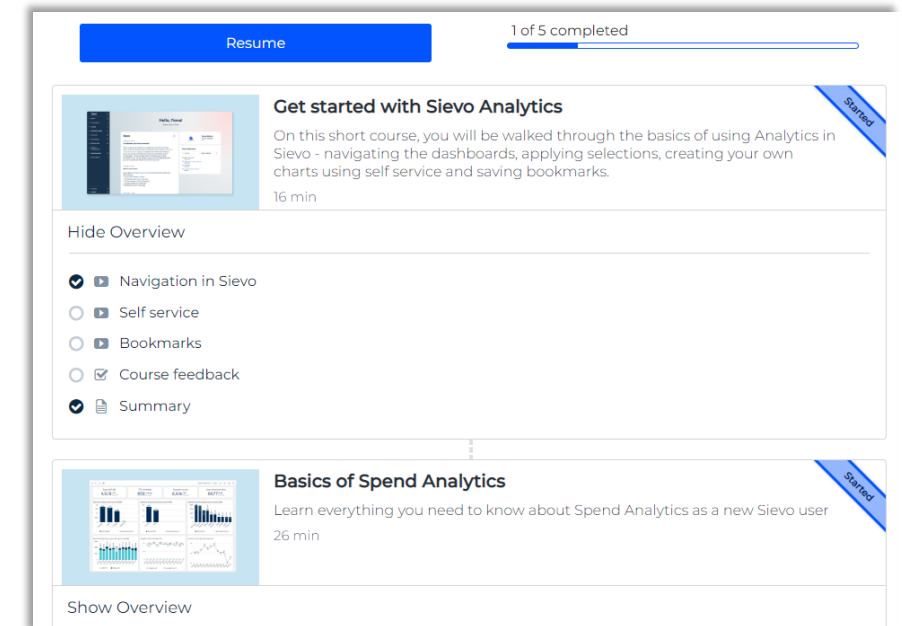 Resume
1 of 5 completed
Get started with Sievo Analytics
Started
On this short course, you will be walked through the basics of using Analytics in
Sievo - navigating the dashboards, applying selections, creating your own
charts using self service and saving bookmarks.
16 min
Hide Overview
Navigation in Sievo
Self service
Bookmarks
Course feedback
Summary
Basics of Spend Analytics
Started
Learn everything you need to know about Spend Analytics as a new Sievo user
26 min
Show Overview